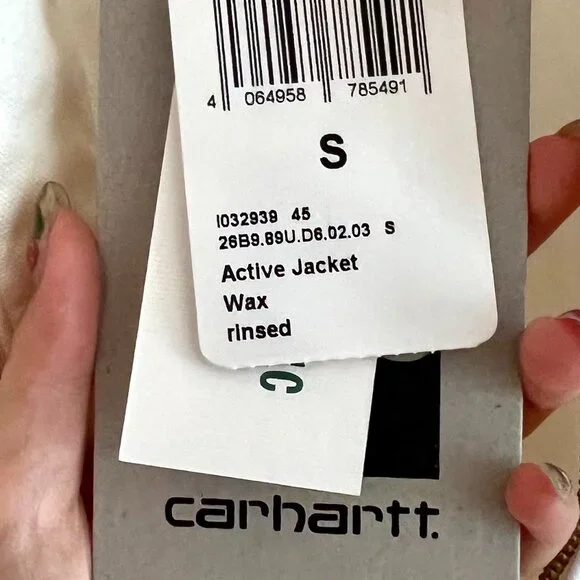 4 064958 785491
S
I032939 45
26B9.89U.D6.02.03 S
Active Jacket
Wax
rinsed
C
carhartt.